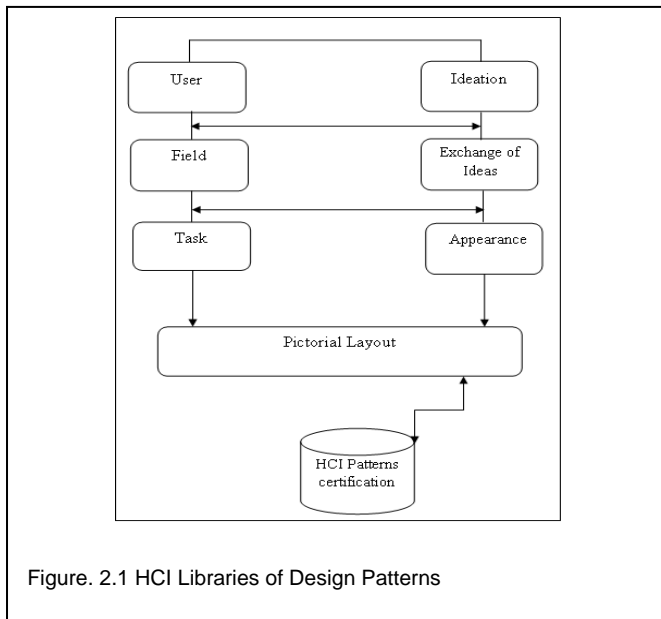 User
Ideation
Field
Exchange of
Ideas
Task
Appearance
Pictorial Layout
HCI Patterns
certification
Figure. 2.1 HCI Libraries of Design Patterns